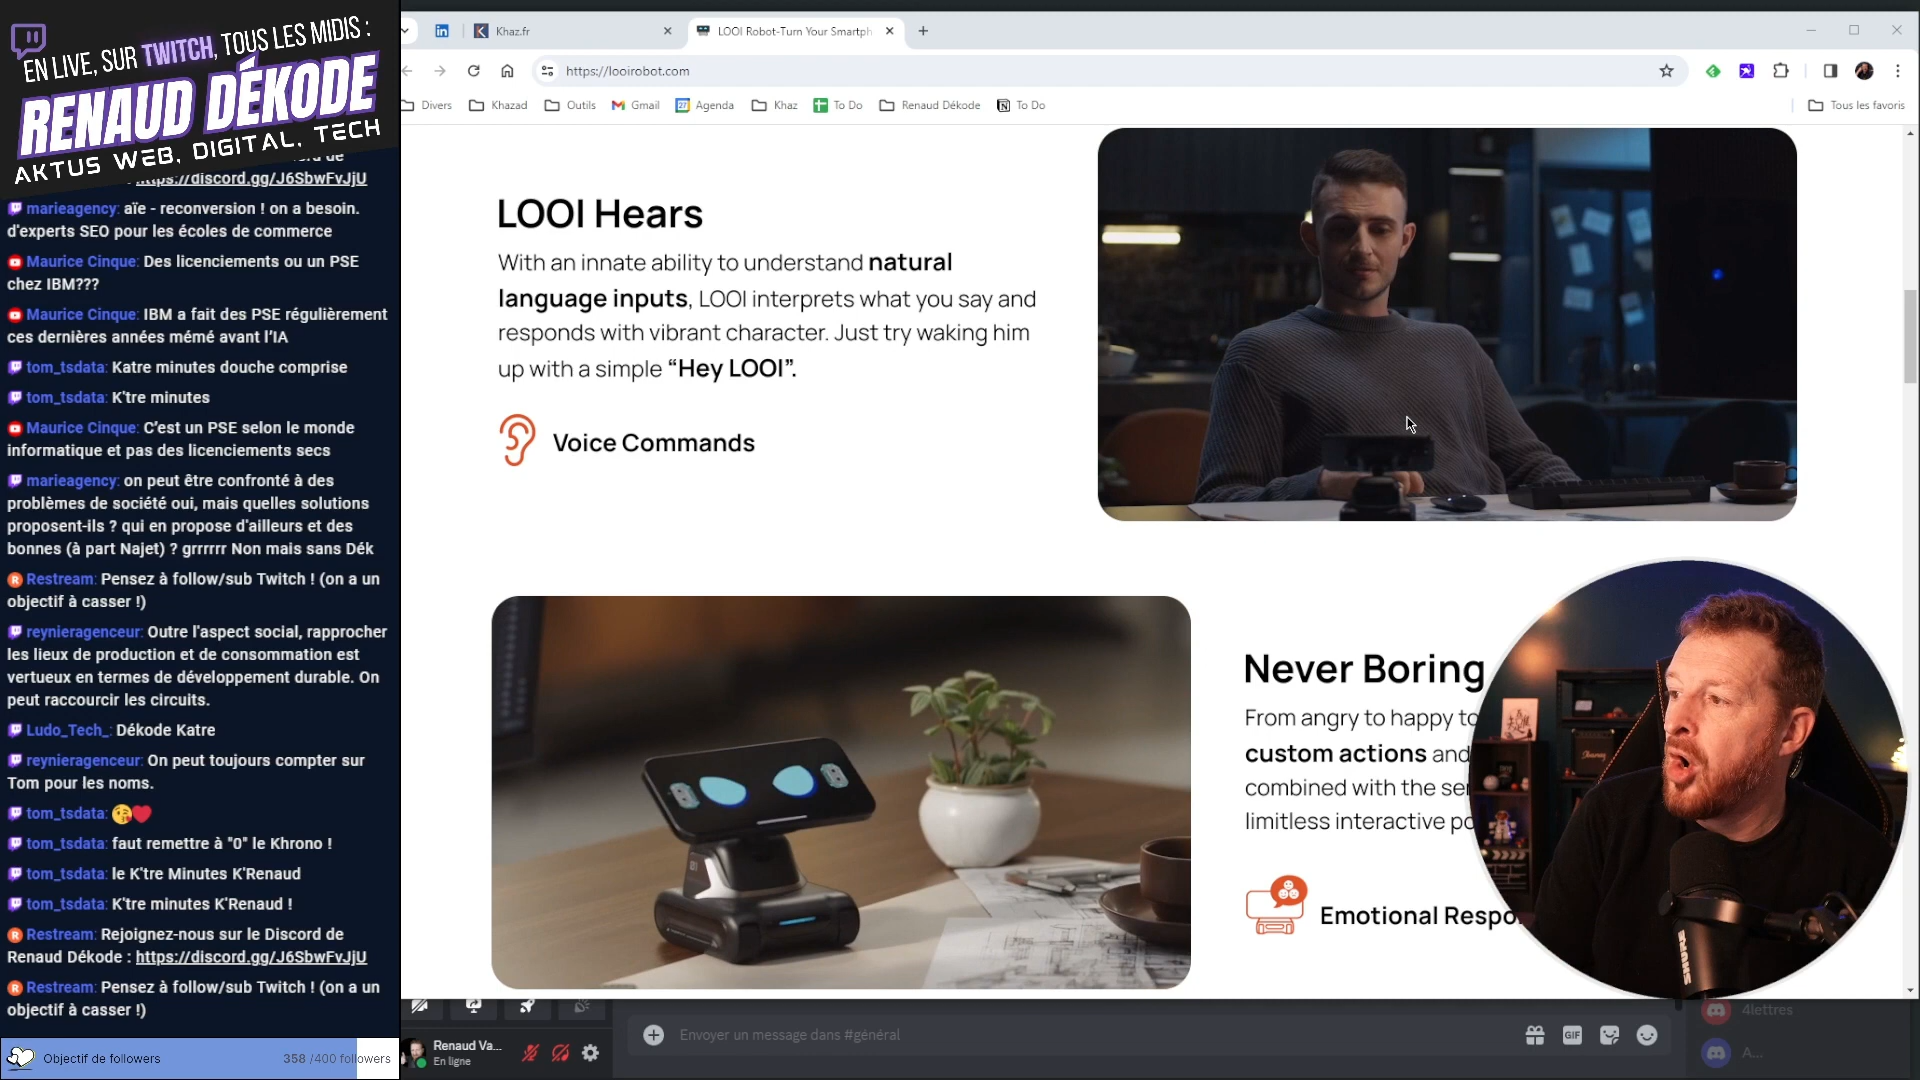 EN LIVE, SUR TWITCH, TOUS LES MIDIS :
RENAUD DÉKODE
AKTUS WEB, DIGITAL, TECH
https://discord.gg/J6SbwFvJjU
marieagency: aïe - reconversion ! on a besoin.
d'experts SEO pour les écoles de commerce
Maurice Cinque: Des licenciements ou un PSE
chez IBM???
Maurice Cinque: IBM a fait des PSE régulièrement
ces dernières années mémé avant l'IA
tom_tsdata: Katre minutes douche comprise
tom_tsdata: K'tre minutes
Maurice Cinque: C'est un PSE selon le monde
informatique et pas des licenciements secs
marieagency: on peut être confronté à des
problèmes de société oui, mais quelles solutions
proposent-ils ? qui en propose d'ailleurs et des
bonnes (à part Najet) ? grrrrrr Non mais sans Dék
Restream: Pensez à follow/sub Twitch ! (on a un
objectif à casser !)
reynieragenceur: Outre l'aspect social, rapprocher
les lieux de production et de consommation est
vertueux en termes de développement durable. On
peut raccourcir les circuits.
Ludo_Tech_: Dékode Katre
reynieragenceur: On peut toujours compter sur
Tom pour les noms.
tom_tsdata: 😘❤️
tom_tsdata: faut remettre à "0" le Khrono !
tom_tsdata: le K'tre Minutes K'Renaud
tom_tsdata: K'tre minutes K'Renaud !
Restream: Rejoignez-nous sur le Discord de
Renaud Dékode : https://discord.gg/J6SbwFvJjU
Restream: Pensez à follow/sub Twitch ! (on a un
objectif à casser !)
Objectif de followers 358 /400 followers
Khaz.fr
LOOI Robot-Turn Your Smartph
https://looirobot.com
Divers Khazad Outils Gmail Agenda Khaz To Do Renaud Dékode To Do Tous les favoris
LOOI Hears
With an innate ability to understand natural
language inputs, LOOI interprets what you say and
responds with vibrant character. Just try waking him
up with a simple “Hey LOOI”.
Voice Commands
Never Boring
From angry to happy to
custom actions and
combined with the
limitless interactive
Emotional
SHURE
Renaud Va...
En ligne
Envoyer un message dans #général
GIF
4lettres
A...